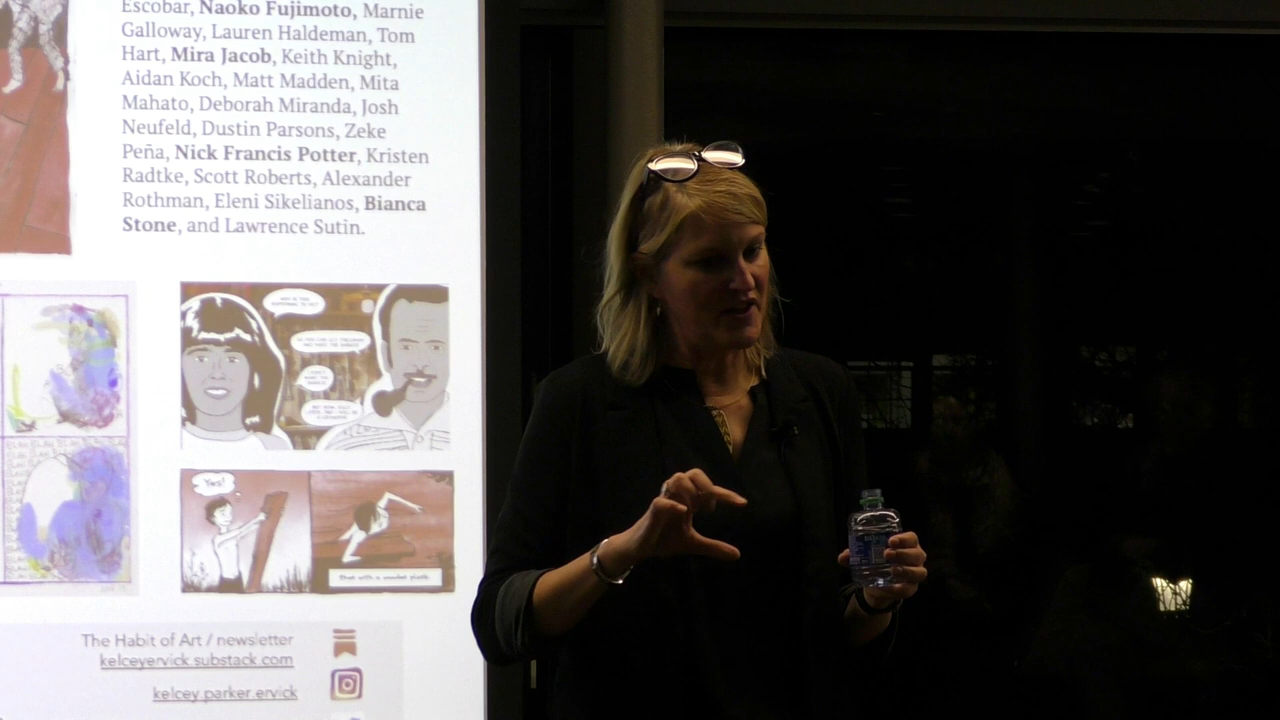 Escobar, Naoko Fujimoto, Marnie
Galloway, Lauren Haldeman, Tom
Hart, Mira Jacob, Keith Knight,
Aidan Koch, Matt Madden, Mita
Mahato, Deborah Miranda, Josh
Neufeld, Dustin Parsons, Zeke
Peña, Nick Francis Potter, Kristen
Radtke, Scott Roberts, Alexander
Rothman, Eleni Sikelianos, Bianca
Stone, and Lawrence Sutin.
Yes!
The Habit of Art / newsletter
kelceyervick.substack.com
kelcey.parker.ervick